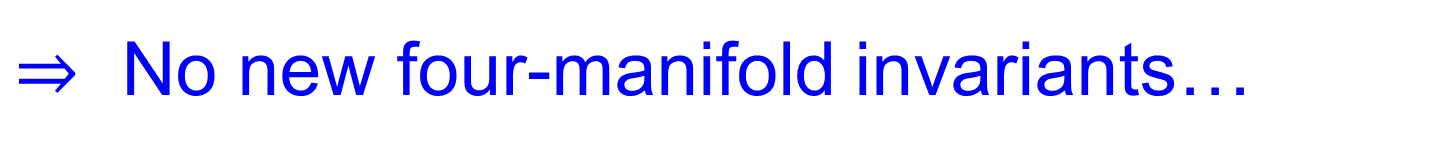 ⇒ No new four-manifold invariants…